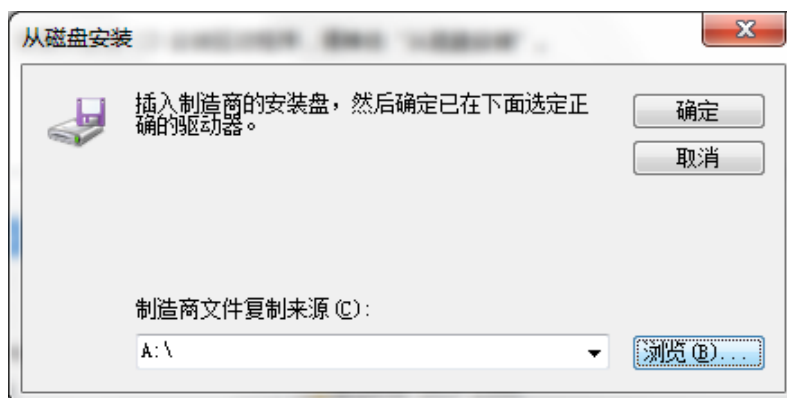 从磁盘安装
插入制造商的安装盘，然后确定已在下面选定正
确的驱动器。
确定
取消
制造商文件复制来源(C):
A:\
浏览(B)...